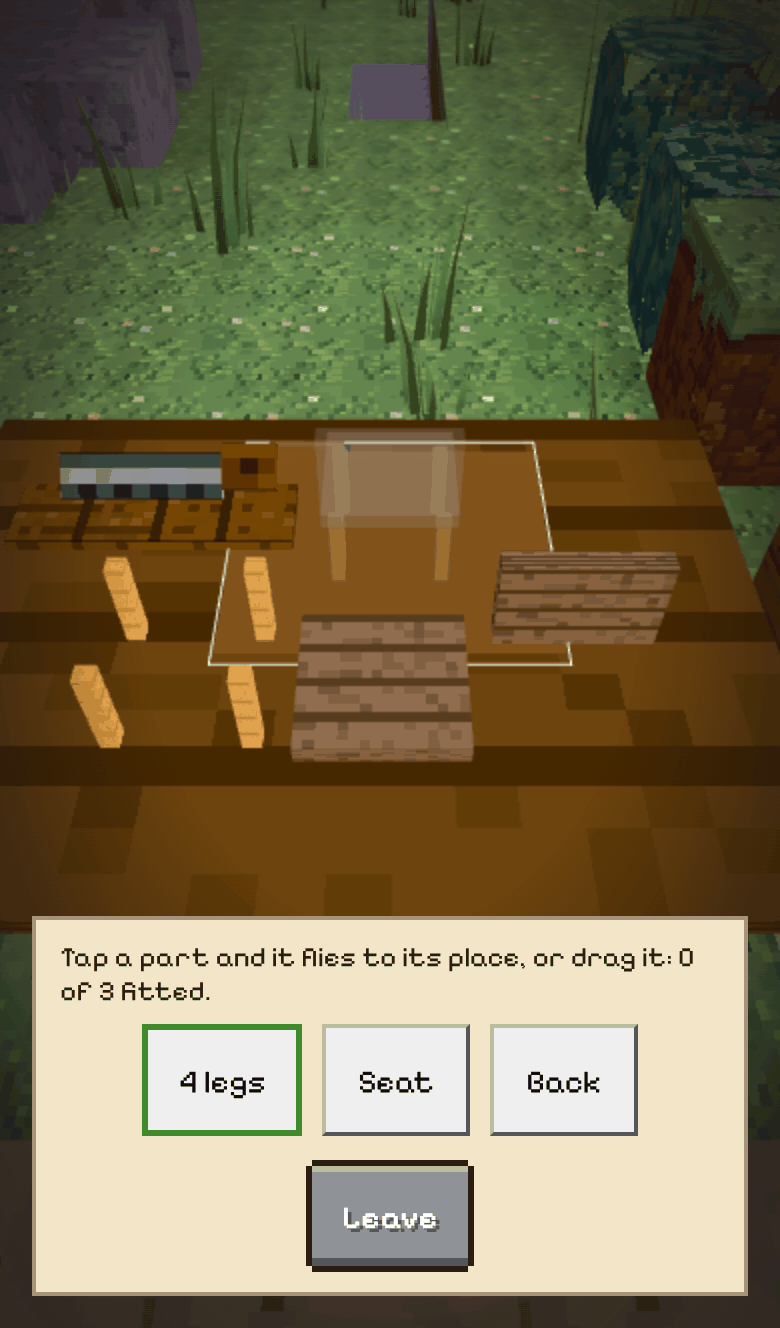 Tap a part and it flies to its place, or drag it: 0
of 3 fitted.
4 legs
Seat
Back
Leave